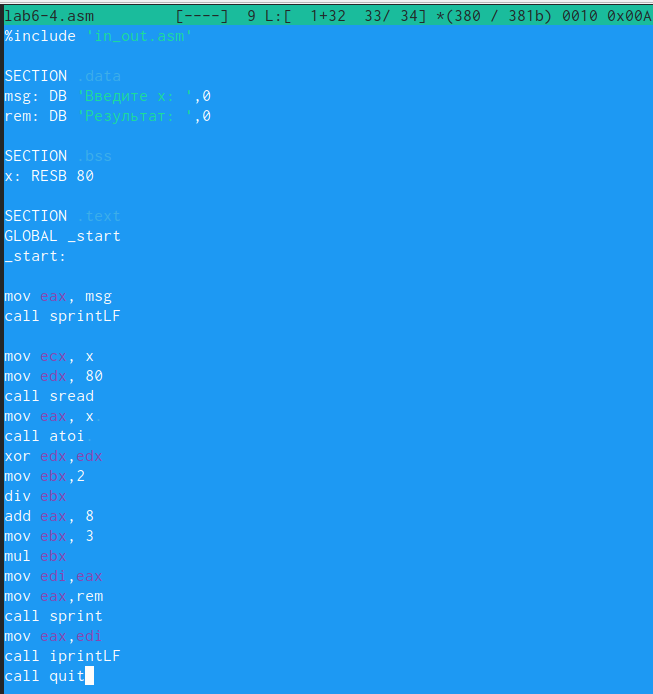 lab6-4.asm [----] 9 L:[ 1+32 33/ 34] *(380 / 381b) 0010 0x00A
%include 'in_out.asm'
SECTION .data
msg: DB 'Введите x: ',0
rem: DB 'Результат: ',0
SECTION .bss
x: RESB 80
SECTION .text
GLOBAL _start
_start:
mov eax, msg
call sprintLF
mov ecx, x
mov edx, 80
call sread
mov eax, x
call atoi
xor edx,edx
mov ebx,2
div ebx
add eax, 8
mov ebx, 3
mul ebx
mov edi,eax
mov eax,rem
call sprint
mov eax,edi
call iprintLF
call quit